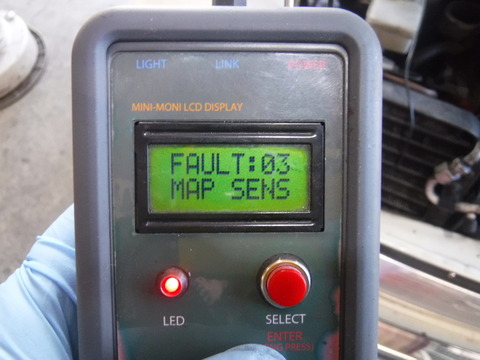 LIGHT LINK POWER
MINI-MONI LCD DISPLAY
FAULT:03
MAP SENS
LED SELECT
ENTER